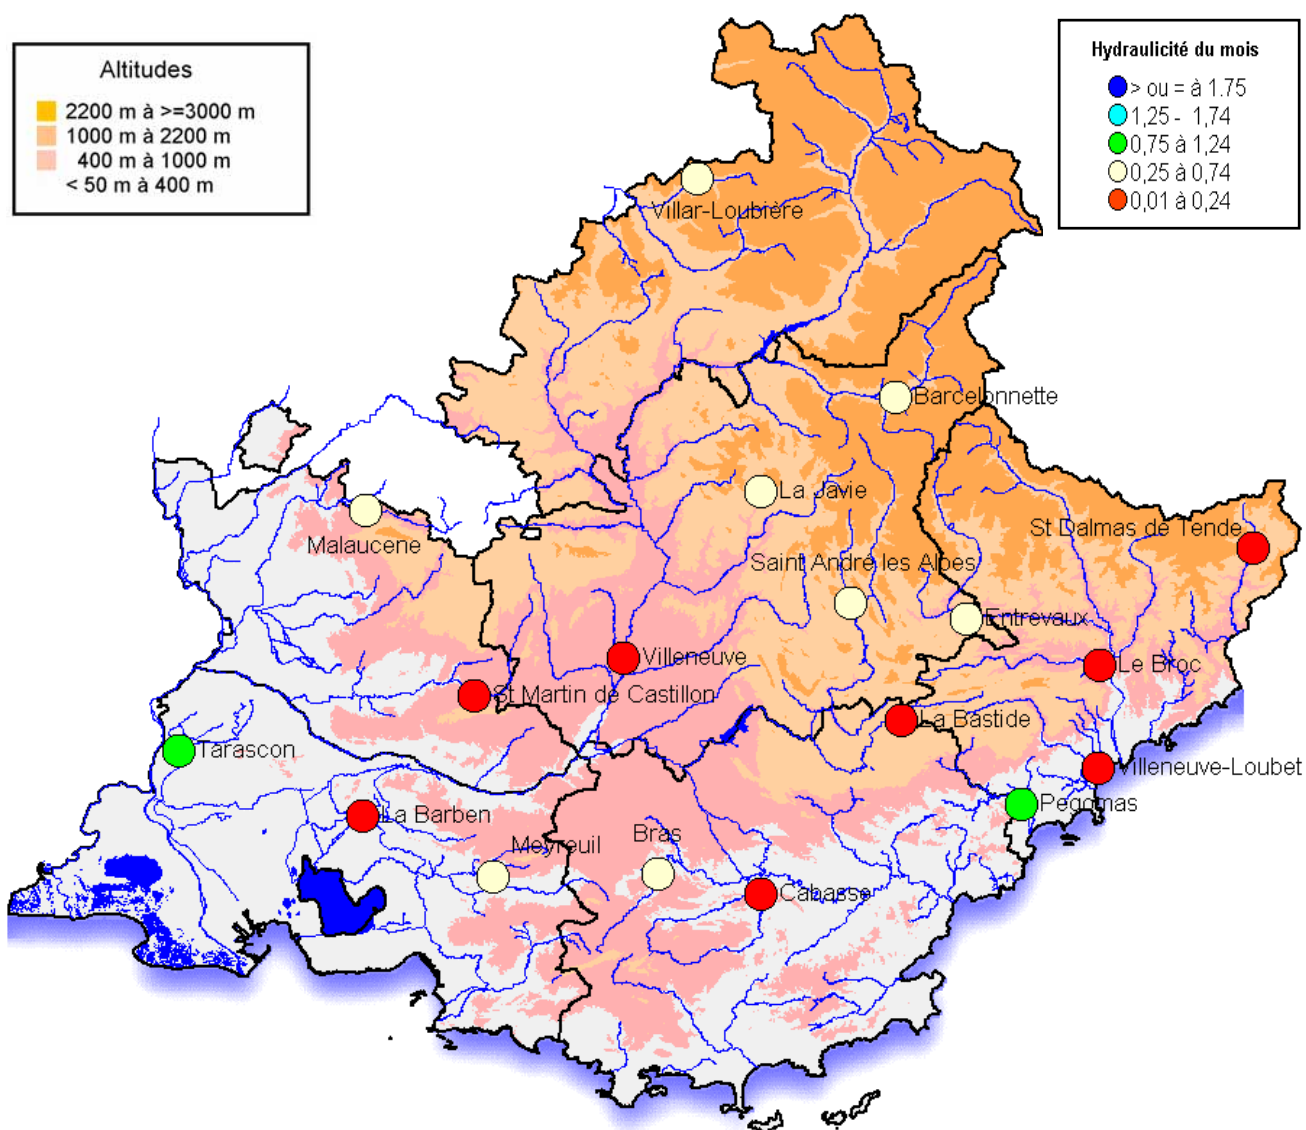 Altitudes
2200 m à >=3000 m
1000 m à 2200 m
400 m à 1000 m
< 50 m à 400 m
Hydraulicité du mois
> ou = à 1.75
1,25 - 1,74
0,75 à 1,24
0,25 à 0,74
0,01 à 0,24
Villar-Loubière
Barcelonnette
La Javie
Malaucene
St Dalmas de Tende
Saint André les Alpes
Entrevaux
Villeneuve
Le Broc
St Martin de Castillon
La Bastide
Tarascon
Villeneuve-Loubet
Pegomas
La Barben
Meyreuil
Bras
Cabasse